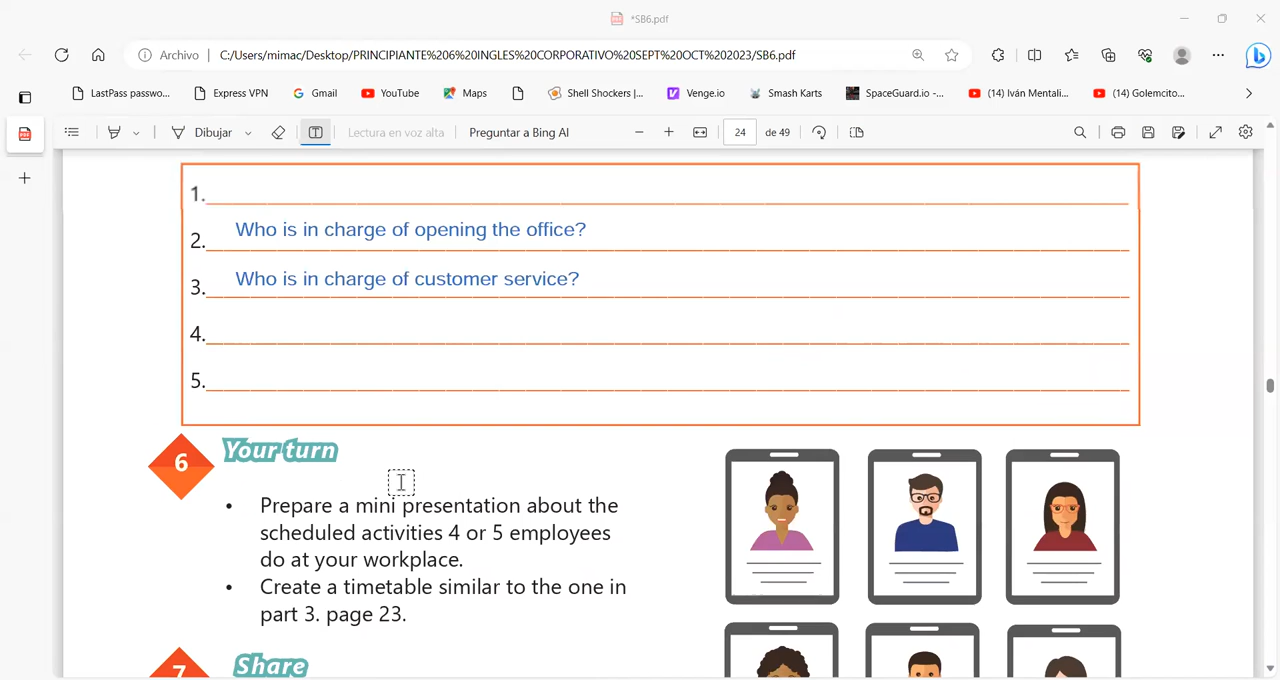 *SB6.pdf
Archivo | C:/Users/mimac/Desktop/PRINCIPIANTE%206%20INGLES%20CORPORATIVO%20SEPT%20OCT%202023/SB6.pdf
LastPass passwo... Express VPN Gmail YouTube Maps Shell Shockers |... Venge.io Smash Karts SpaceGuard.io -... (14) Iván Mentali... (14) Golemcito...
Dibujar Lectura en voz alta Preguntar a Bing AI 24 de 49
1.
2. Who is in charge of opening the office?
3. Who is in charge of customer service?
4.
5.
6 Your turn
• Prepare a mini presentation about the
scheduled activities 4 or 5 employees
do at your workplace.
• Create a timetable similar to the one in
part 3. page 23.
7 Share